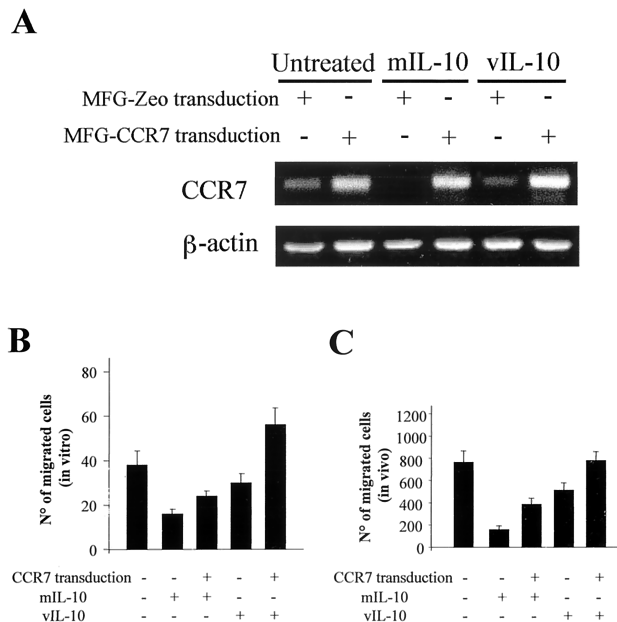 A
Untreated mIL-10 vIL-10
MFG-Zeo transduction + - + - + -
MFG-CCR7 transduction - + - + - +
CCR7
β-actin
B
N° of migrated cells
(in vitro)
80
60
40
20
0
CCR7 transduction - - + - +
mIL-10 - + + - -
vIL-10 - - - + +
C
N° of migrated cells
(in vivo)
1200
1000
800
600
400
200
0
CCR7 transduction - - + - +
mIL-10 - + + - -
vIL-10 - - - + +